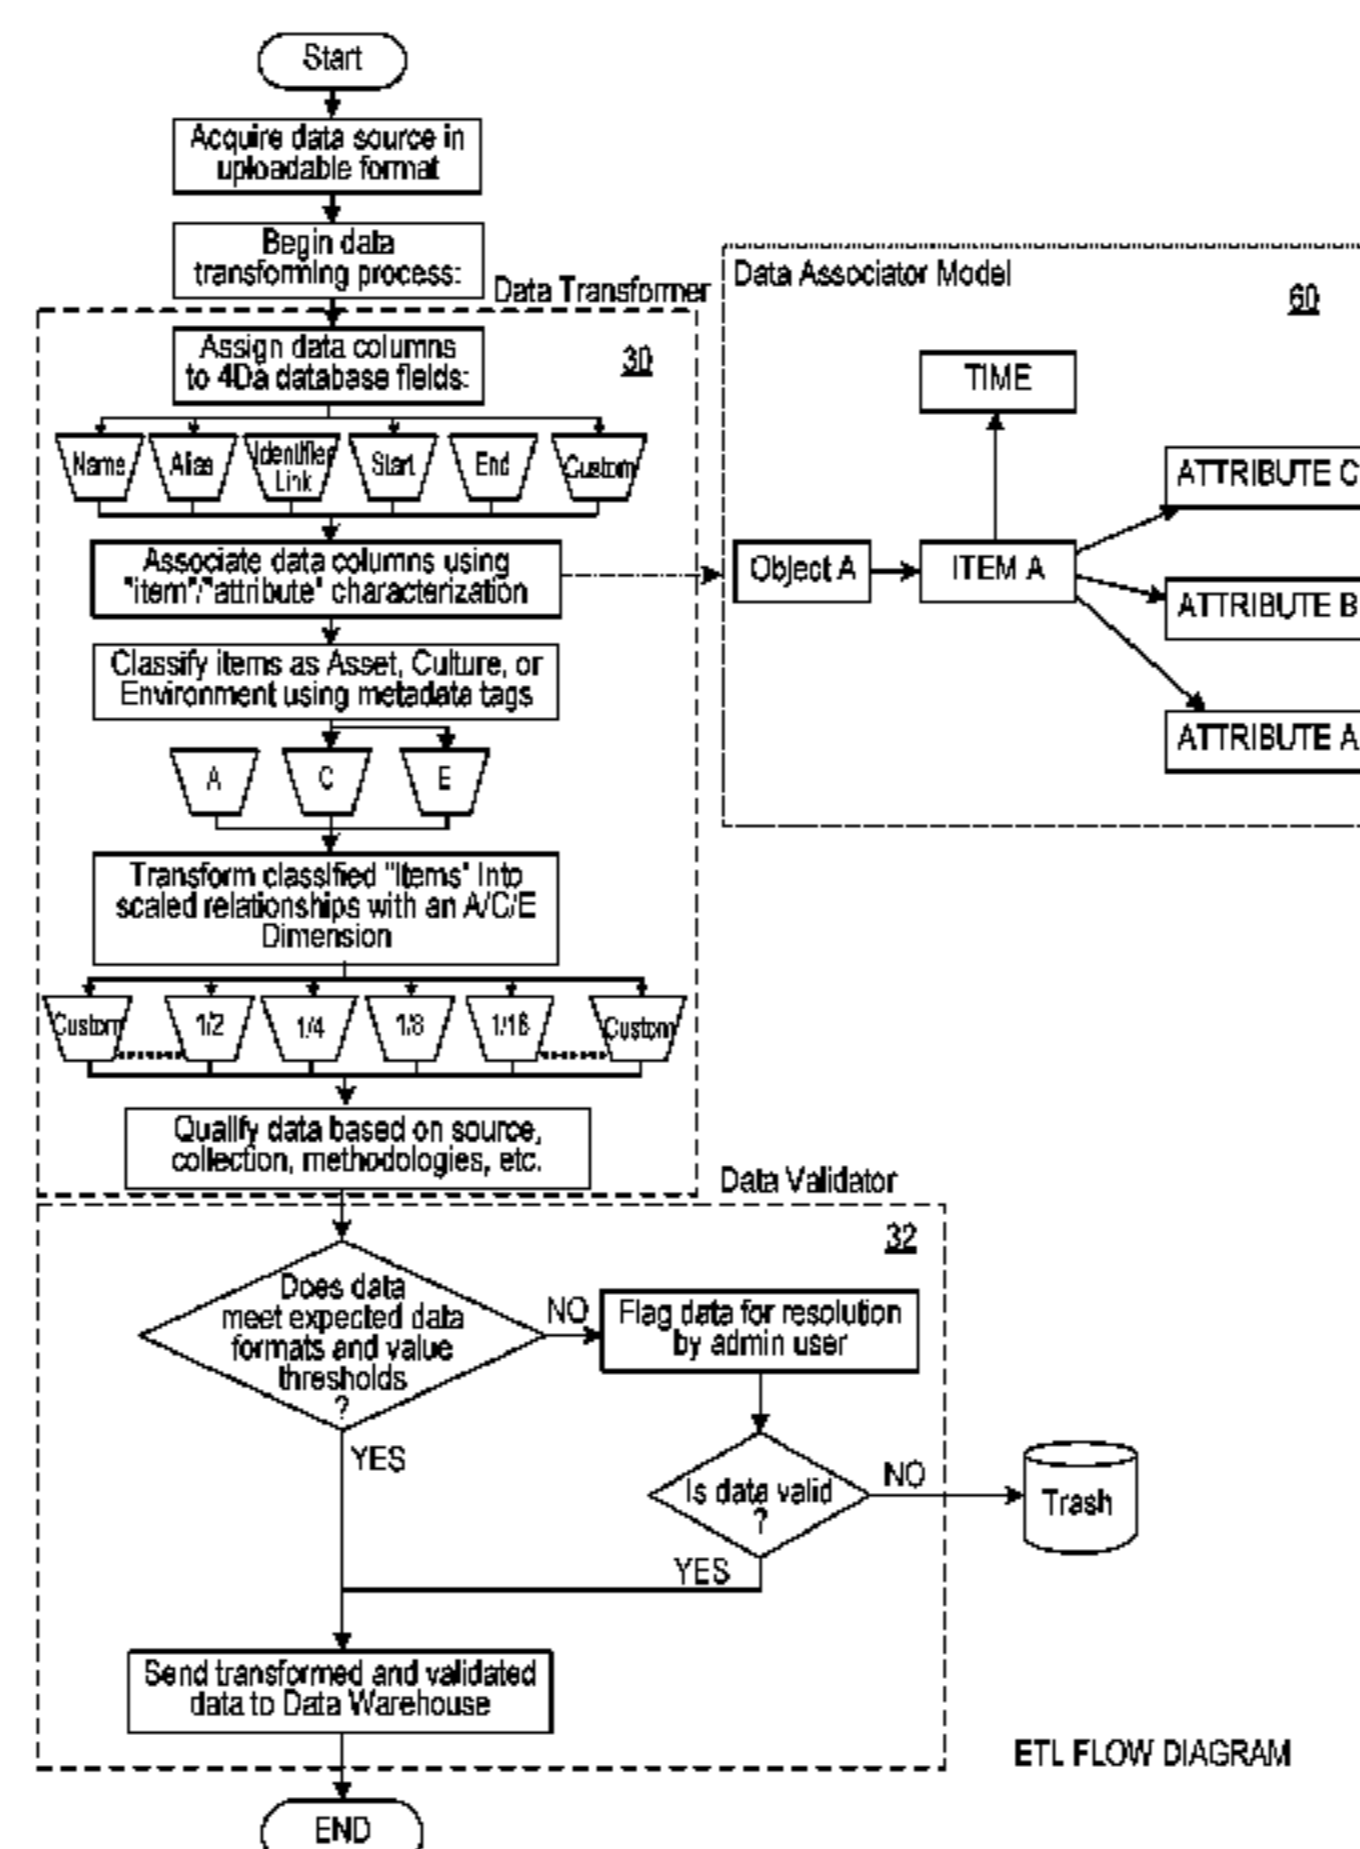 Start
Acquire data source in
uploadable format
Begin data
transforming process:
Data Transformer
30
Assign data columns
to 4Da database fields:
Name
Alias
Identifier
Link
Start
End
Custom
Associate data columns using
"item"/"attribute" characterization
Classify items as Asset, Culture, or
Environment using metadata tags
A
C
E
Transform classified "Items" Into
scaled relationships with an A/C/E
Dimension
Custom
1/2
1/4
1/8
1/16
Custom
Qualify data based on source,
collection, methodologies, etc.
Data Associator Model
60
TIME
Object A
ITEM A
ATTRIBUTE C
ATTRIBUTE B
ATTRIBUTE A
Data Validator
32
Does data
meet expected data
formats and value
thresholds
?
NO
Flag data for resolution
by admin user
YES
Is data valid
?
NO
Trash
YES
Send transformed and validated
data to Data Warehouse
END
ETL FLOW DIAGRAM